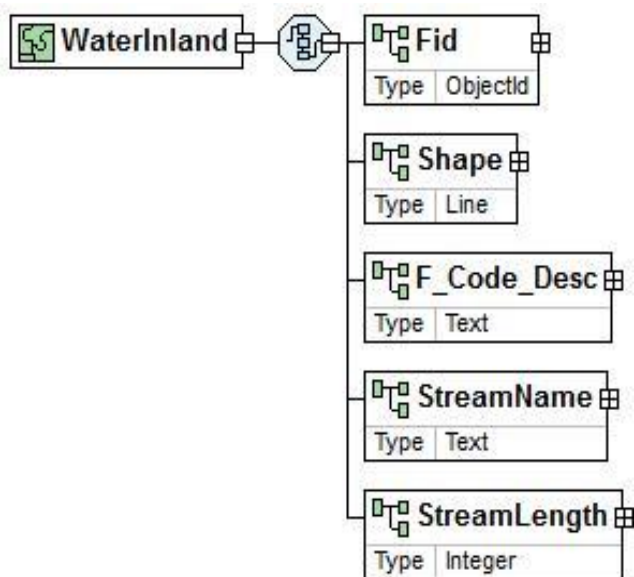 WaterInland
Fid
Type ObjectId
Shape
Type Line
F_Code_Desc
Type Text
StreamName
Type Text
StreamLength
Type Integer